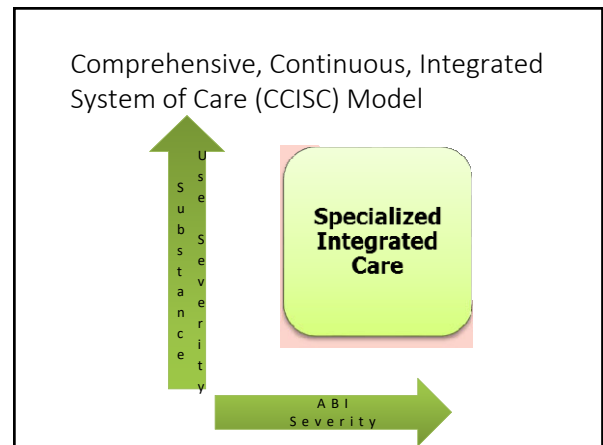 Comprehensive, Continuous, Integrated
System of Care (CCISC) Model
Substance
Use Severity
Specialized
Integrated
Care
ABI
Severity